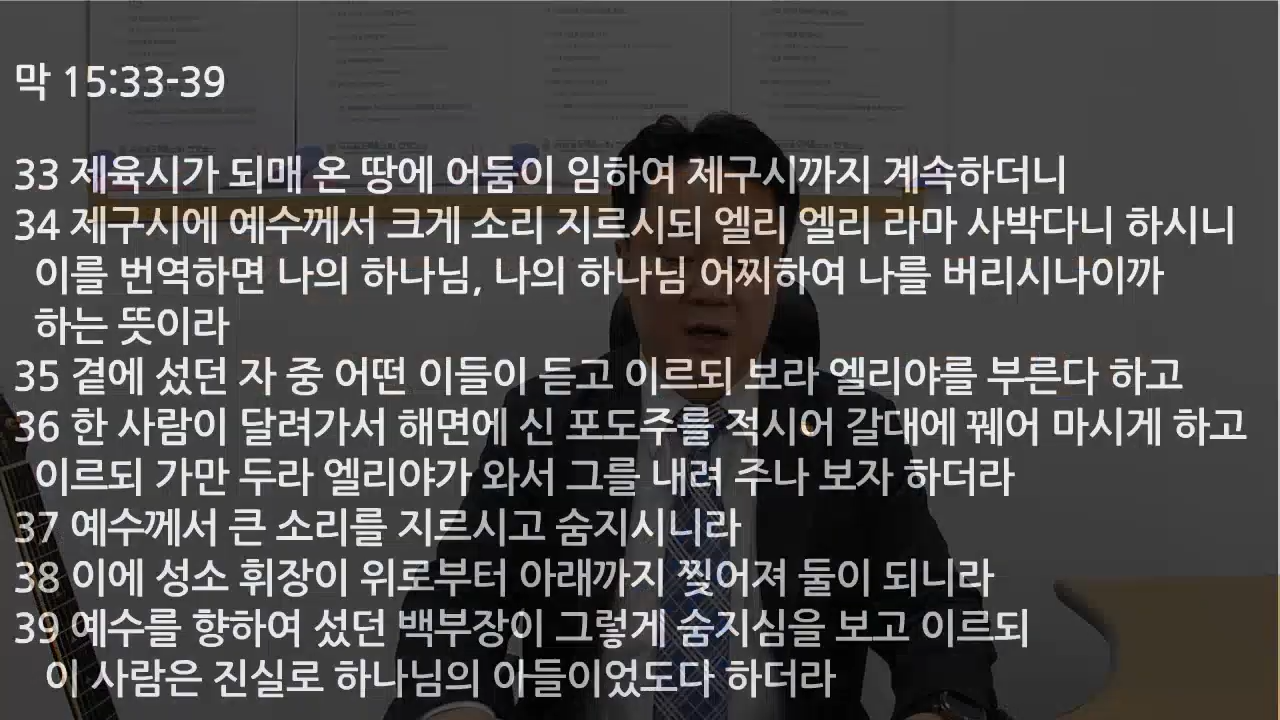 막 15:33-39
33 제육시가 되매 온 땅에 어둠이 임하여 제구시까지 계속하더니
34 제구시에 예수께서 크게 소리 지르시되 엘리 엘리 라마 사박다니 하시니
이를 번역하면 나의 하나님, 나의 하나님 어찌하여 나를 버리시나이까
하는 뜻이라
35 곁에 섰던 자 중 어떤 이들이 듣고 이르되 보라 엘리야를 부른다 하고
36 한 사람이 달려가서 해면에 신 포도주를 적시어 갈대에 꿰어 마시게 하고
이르되 가만 두라 엘리야가 와서 그를 내려 주나 보자 하더라
37 예수께서 큰 소리를 지르시고 숨지시니라
38 이에 성소 휘장이 위로부터 아래까지 찢어져 둘이 되니라
39 예수를 향하여 섰던 백부장이 그렇게 숨지심을 보고 이르되
이 사람은 진실로 하나님의 아들이었도다 하더라